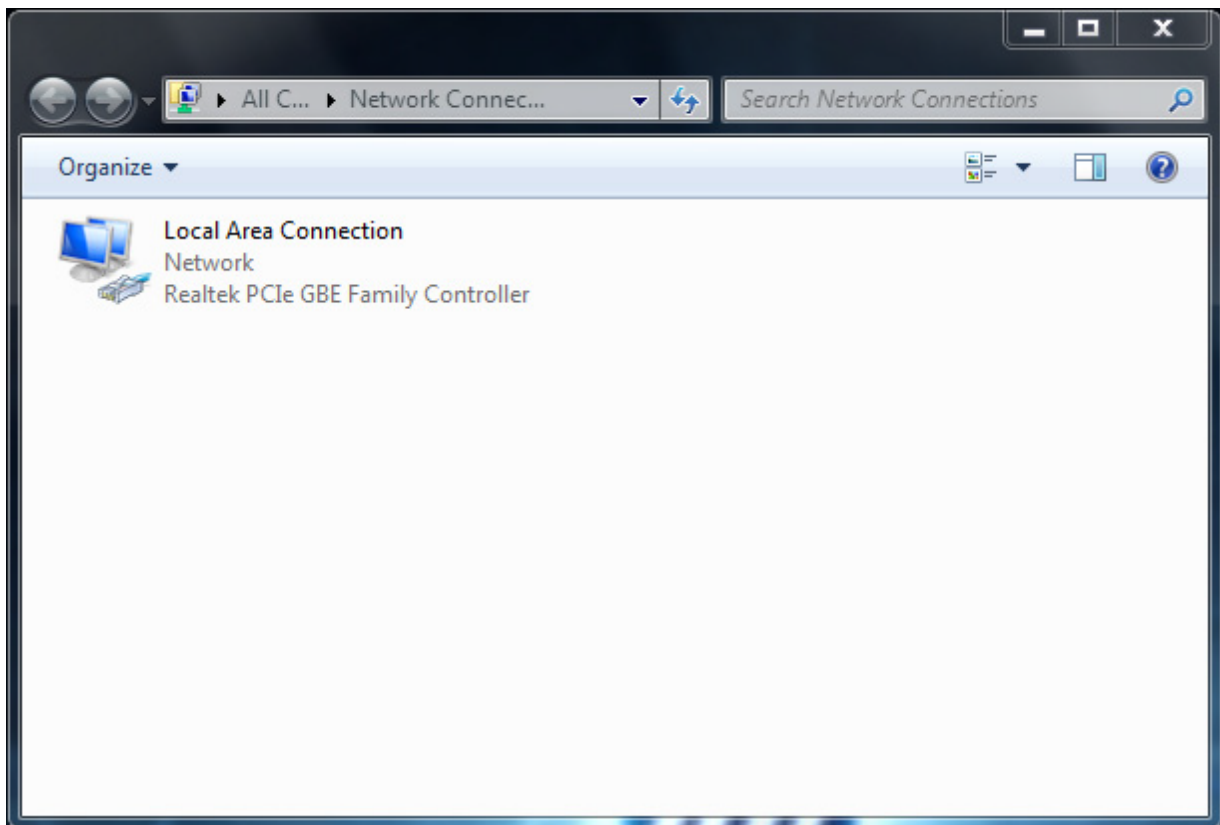 All C... Network Connec...
Search Network Connections
Organize
Local Area Connection
Network
Realtek PCIe GBE Family Controller